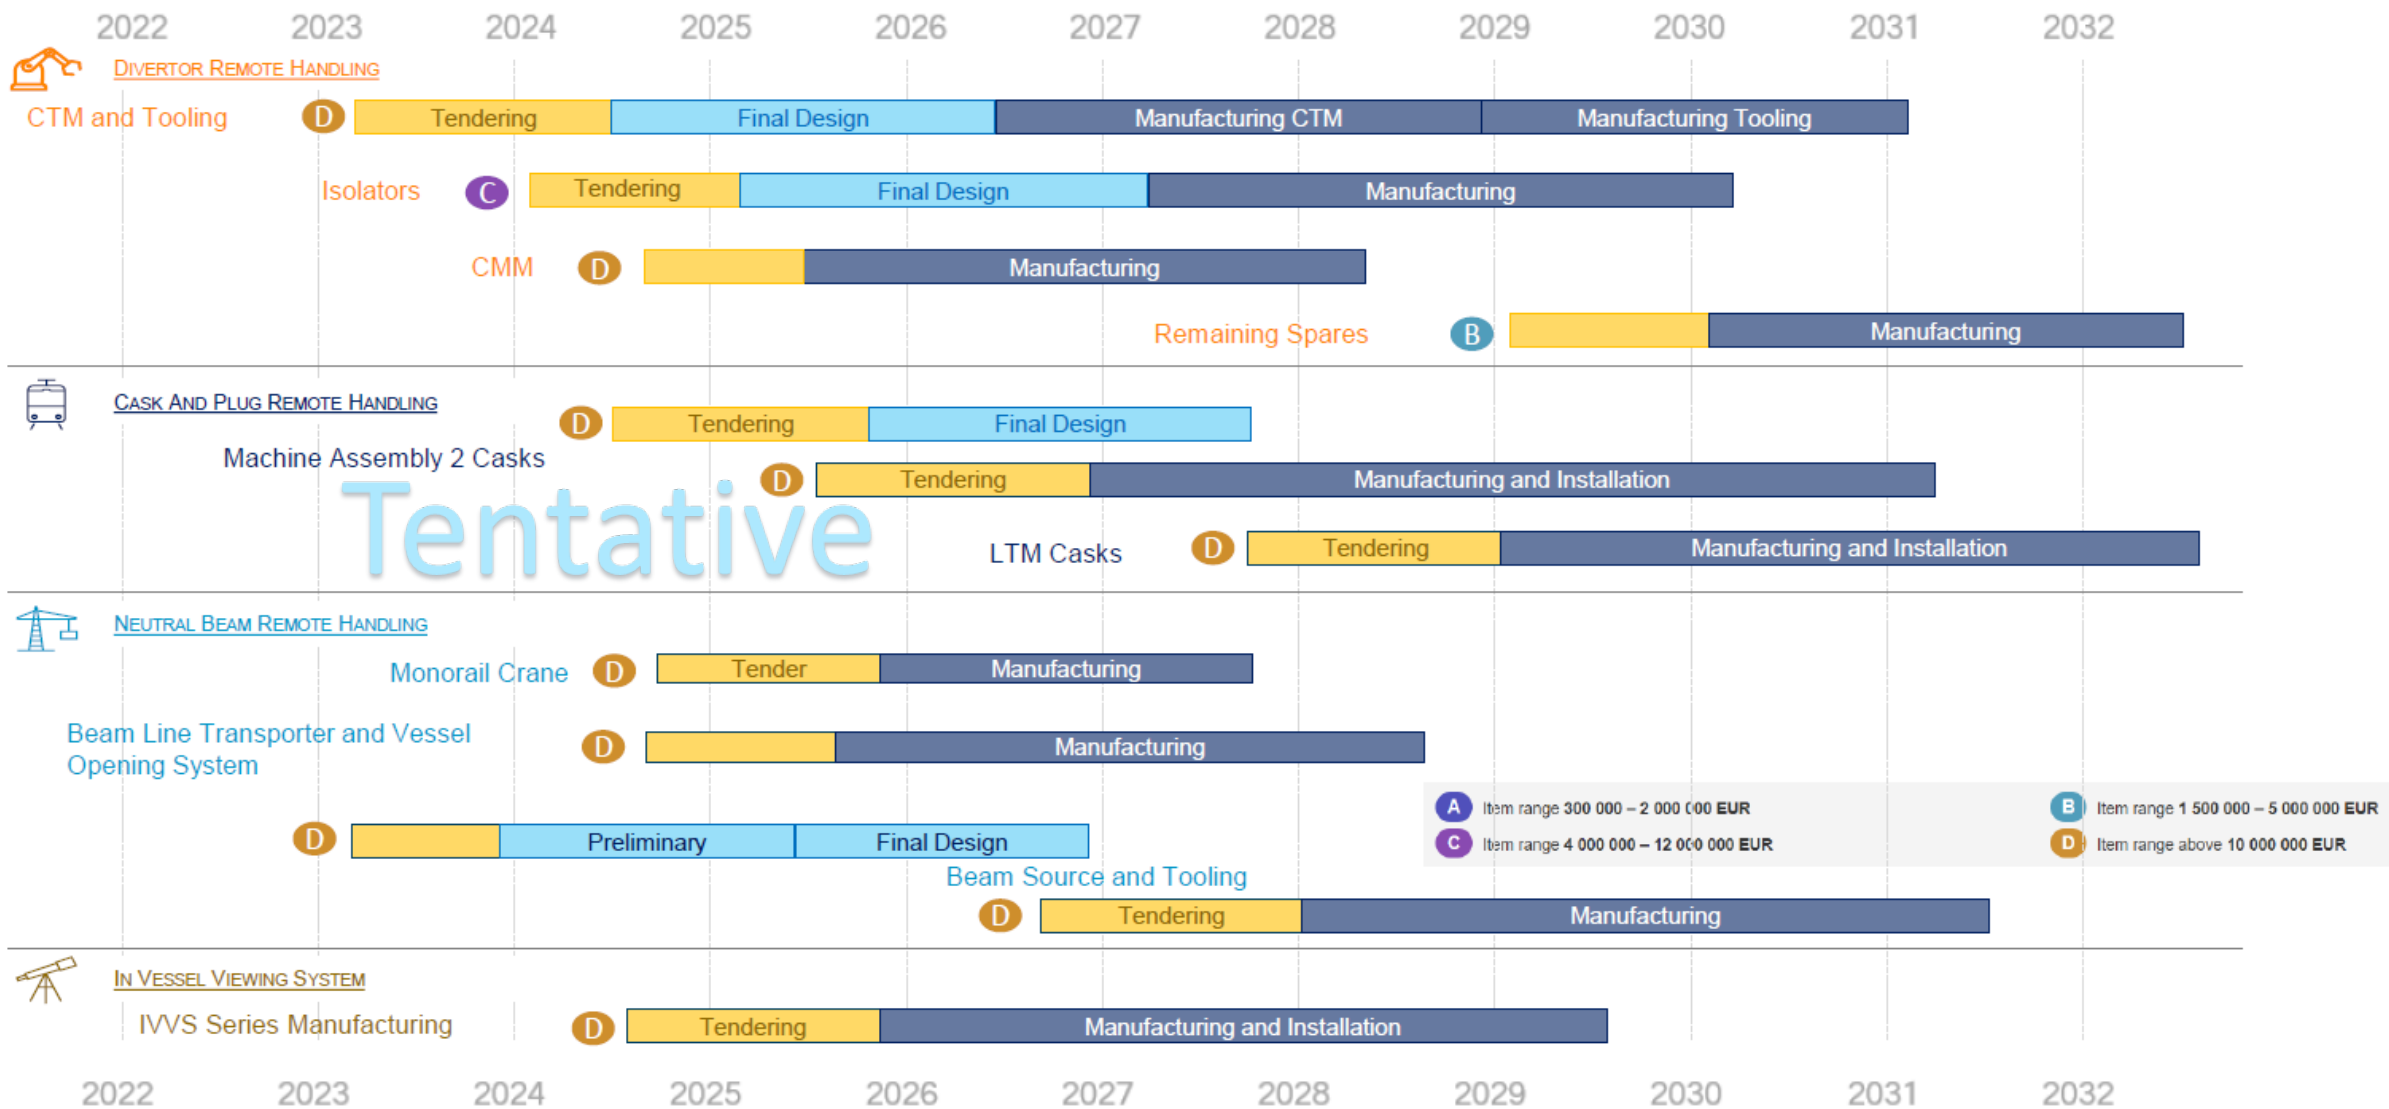 2022 2023 2024 2025 2026 2027 2028 2029 2030 2031 2032
DIVERTOR REMOTE HANDLING
CTM and Tooling D Tendering Final Design Manufacturing CTM Manufacturing Tooling
Isolators C Tendering Final Design Manufacturing
CMM D Manufacturing
Remaining Spares B Manufacturing
CASK AND PLUG REMOTE HANDLING
D Tendering Final Design
Machine Assembly 2 Casks
D Tendering Manufacturing and Installation
Tentative
LTM Casks D Tendering Manufacturing and Installation
NEUTRAL BEAM REMOTE HANDLING
Monorail Crane D Tender Manufacturing
Beam Line Transporter and Vessel
Opening System
D Manufacturing
A Item range 300 000 – 2 000 000 EUR B Item range 1 500 000 – 5 000 000 EUR
C Item range 4 000 000 – 12 000 000 EUR D Item range above 10 000 000 EUR
D Preliminary Final Design
Beam Source and Tooling
D Tendering Manufacturing
IN VESSEL VIEWING SYSTEM
IVVS Series Manufacturing D Tendering Manufacturing and Installation
2022 2023 2024 2025 2026 2027 2028 2029 2030 2031 2032